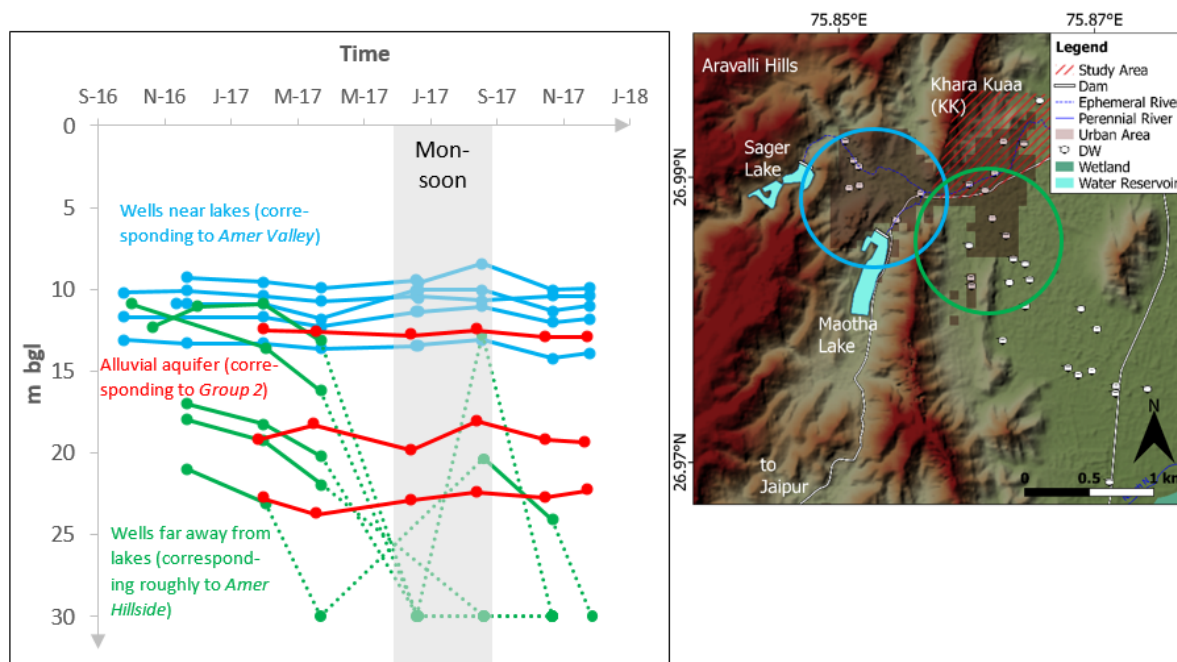 Time
S-16 N-16 J-17 M-17 M-17 J-17 S-17 N-17 J-18
0
5
10
15
20
25
30
m bgl
Mon-
soon
Wells near lakes (corre-
sponding to Amer Valley)
Alluvial aquifer (corre-
sponding to Group 2)
Wells far away from
lakes (correspond-
ing roughly to Amer
Hillside)
75.85°E 75.87°E
26.99°N
26.97°N
Aravalli Hills
Khara Kuaa
(KK)
Sager
Lake
Maotha
Lake
to
Jaipur
Legend
Study Area
Dam
Ephemeral River
Perennial River
Urban Area
DW
Wetland
Water Reservoir
N
0 0.5 1 km